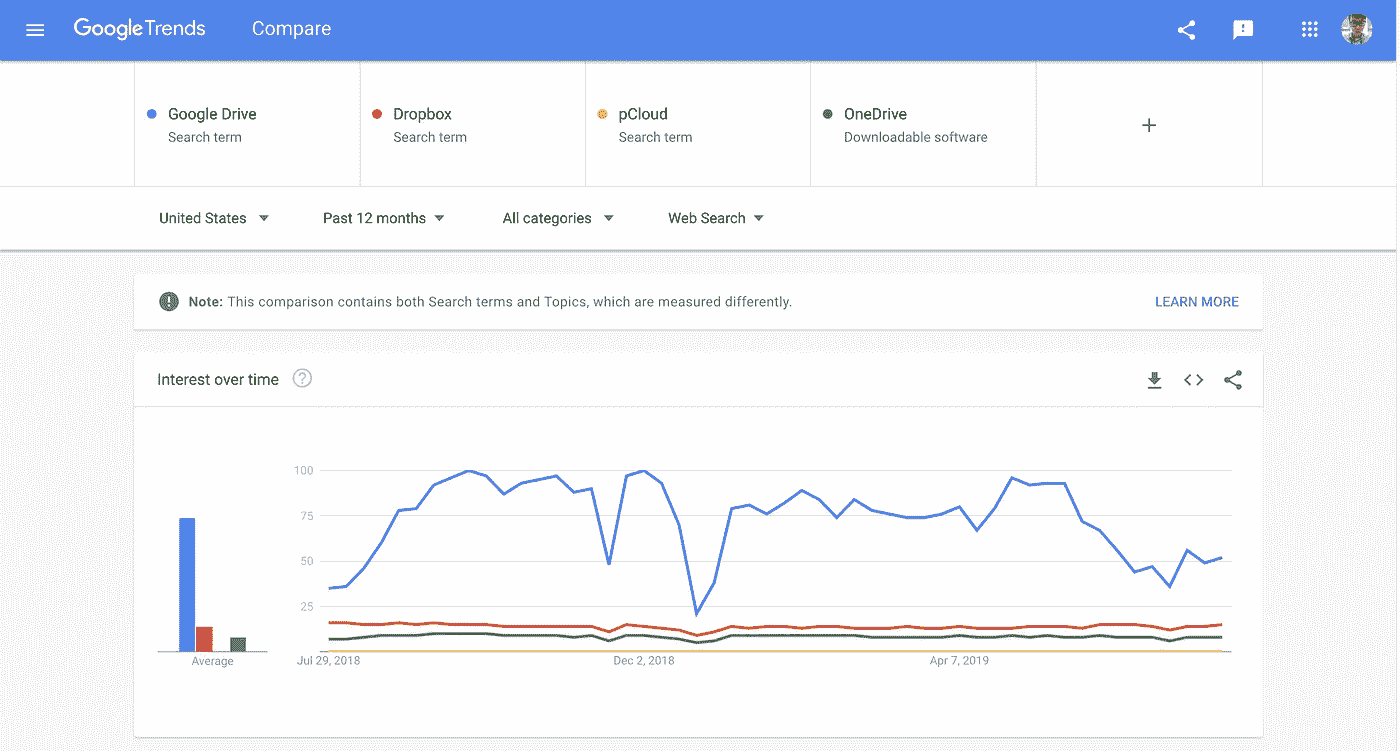 GoogleTrends Compare
Google Drive
Search term
Dropbox
Search term
pCloud
Search term
OneDrive
Downloadable software
+
United States Past 12 months All categories Web Search
Note: This comparison contains both Search terms and Topics, which are measured differently. LEARN MORE
Interest over time ?
100
75
50
25
Average
Jul 29, 2018 Dec 2, 2018 Apr 7, 2019